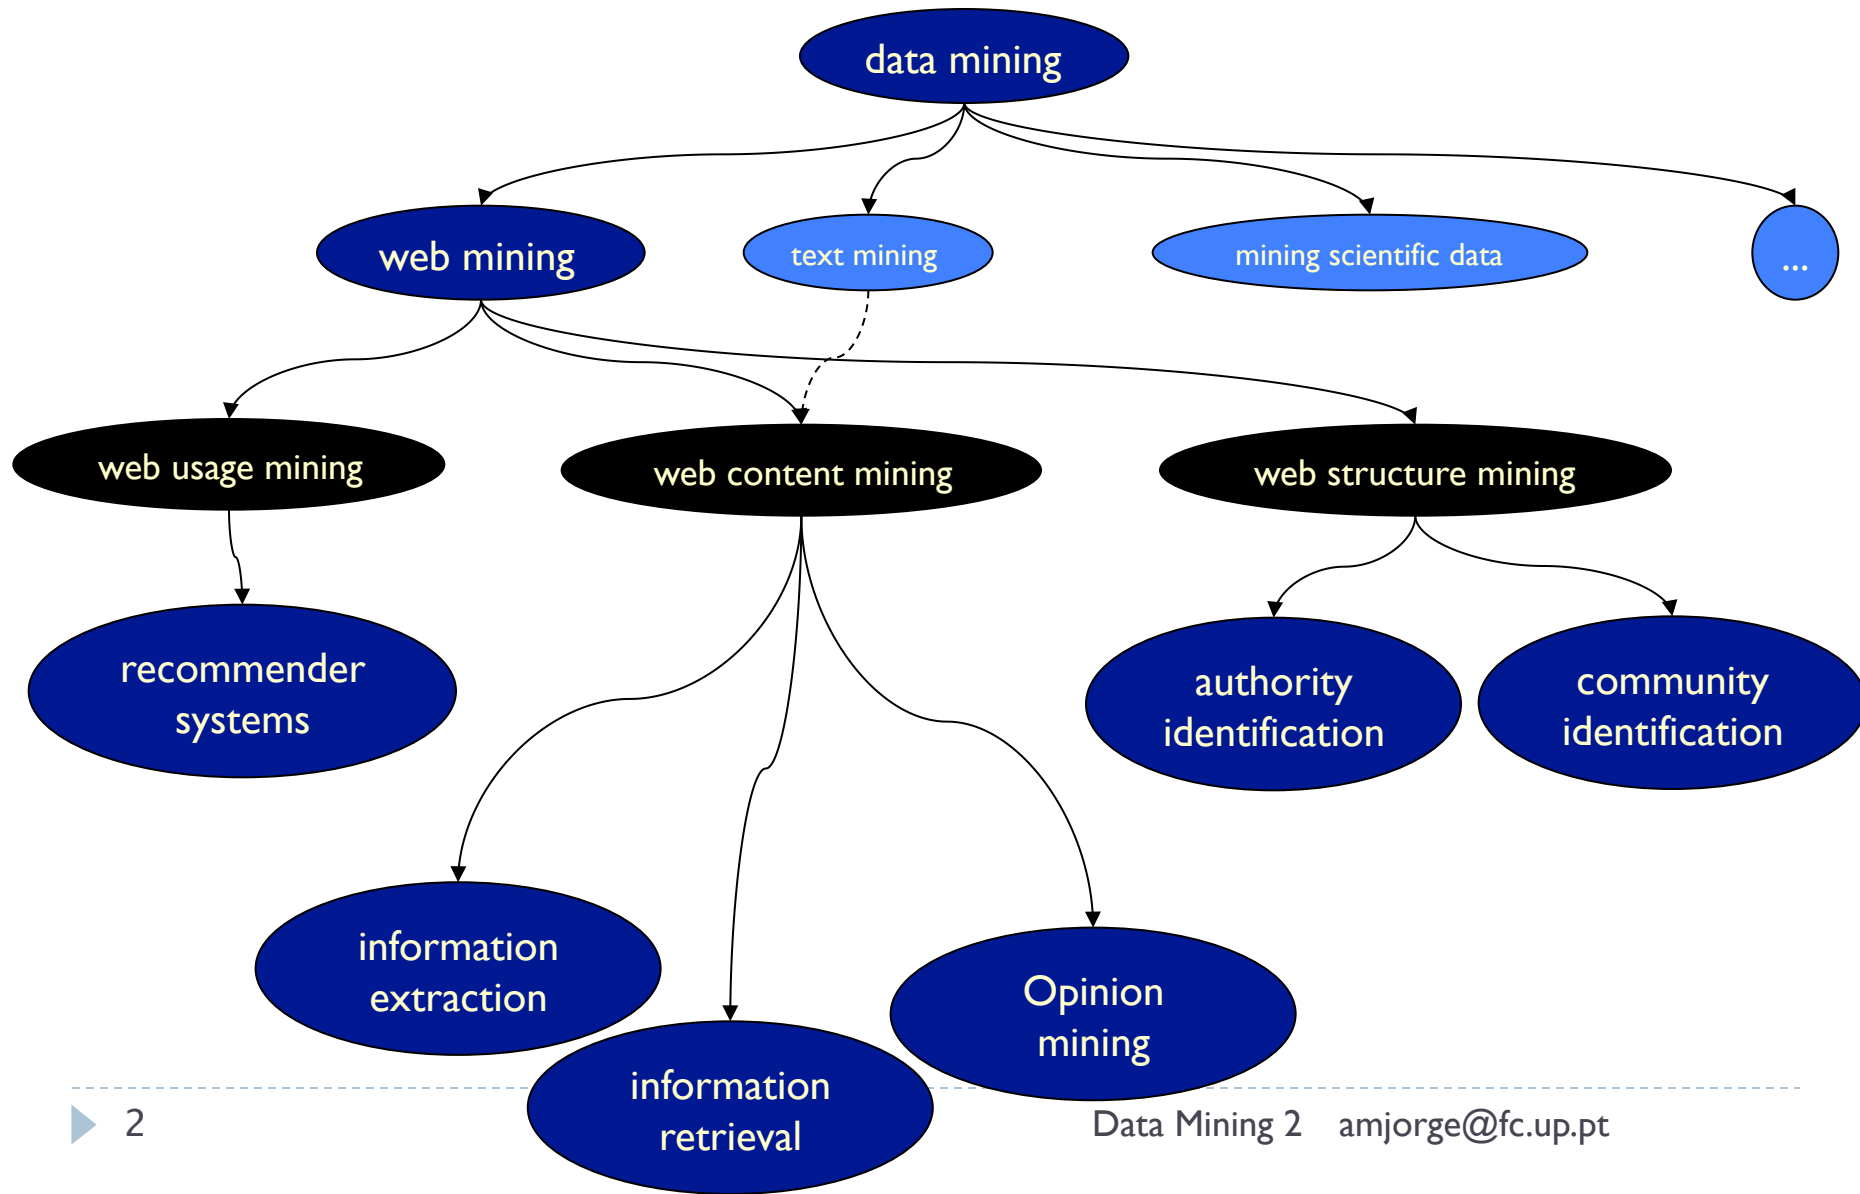 data mining
web mining
text mining
mining scientific data
...
web usage mining
web content mining
web structure mining
recommender
systems
authority
identification
community
identification
information
extraction
Opinion
mining
information
retrieval
2
Data Mining 2 amjorge@fc.up.pt